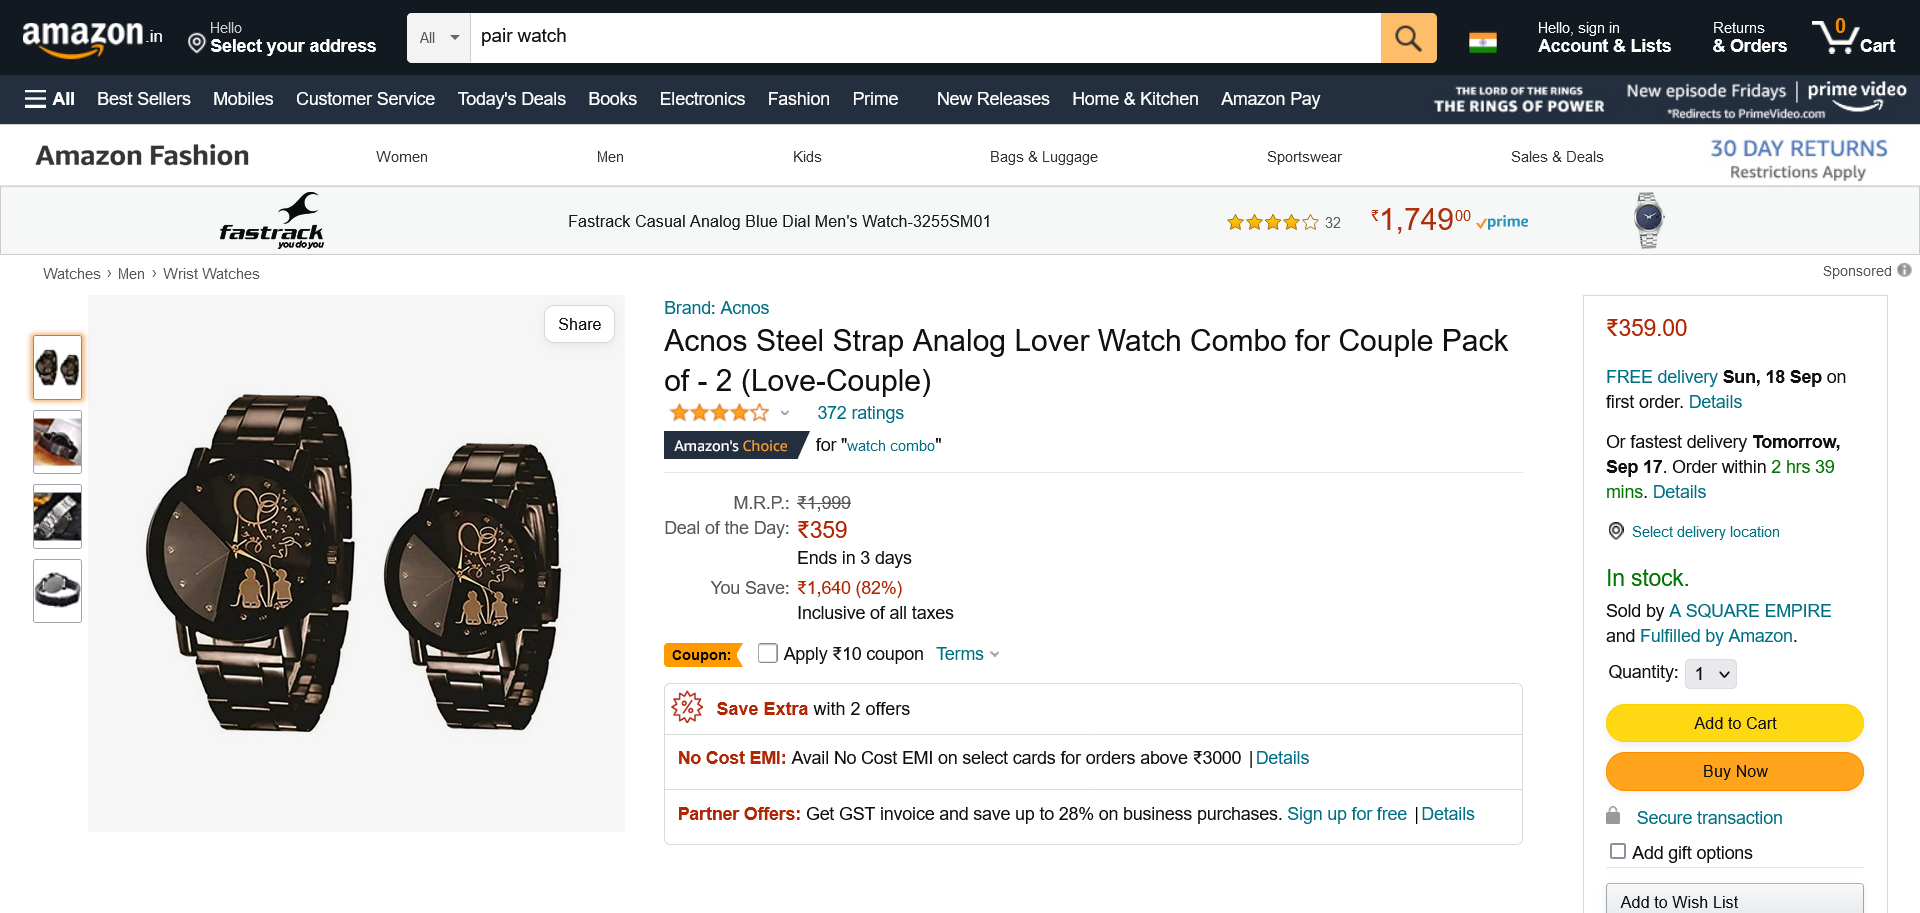 amazon.in
Hello
Select your address
All
pair watch
Hello, sign in
Account & Lists
Returns
& Orders
0
Cart
All
Best Sellers
Mobiles
Customer Service
Today's Deals
Books
Electronics
Fashion
Prime
New Releases
Home & Kitchen
Amazon Pay
THE LORD OF THE RINGS
THE RINGS OF POWER
New episode Fridays | prime video
*Redirects to PrimeVideo.com
Amazon Fashion
Women
Men
Kids
Bags & Luggage
Sportswear
Sales & Deals
30 DAY RETURNS
Restrictions Apply
fastrack
you do you
Fastrack Casual Analog Blue Dial Men's Watch-3255SM01
32
₹1,74900
prime
Watches › Men › Wrist Watches
Sponsored
Share
Brand: Acnos
Acnos Steel Strap Analog Lover Watch Combo for Couple Pack
of - 2 (Love-Couple)
372 ratings
Amazon's Choice for "watch combo"
M.R.P.: ₹1,999
Deal of the Day: ₹359
Ends in 3 days
You Save: ₹1,640 (82%)
Inclusive of all taxes
Coupon: Apply ₹10 coupon Terms
% Save Extra with 2 offers
No Cost EMI: Avail No Cost EMI on select cards for orders above ₹3000 | Details
Partner Offers: Get GST invoice and save up to 28% on business purchases. Sign up for free | Details
₹359.00
FREE delivery Sun, 18 Sep on
first order. Details
Or fastest delivery Tomorrow,
Sep 17. Order within 2 hrs 39
mins. Details
Select delivery location
In stock.
Sold by A SQUARE EMPIRE
and Fulfilled by Amazon.
Quantity: 1
Add to Cart
Buy Now
Secure transaction
Add gift options
Add to Wish List